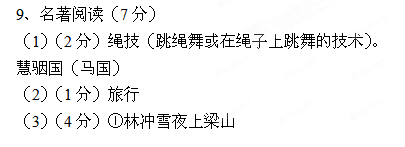 9、名著阅读（7 分）
（1）（2 分）绳技（跳绳舞或在绳子上跳舞的技术）。
慧骃国（马国）
（2）（1 分）旅行
（3）（4 分）①林冲雪夜上梁山